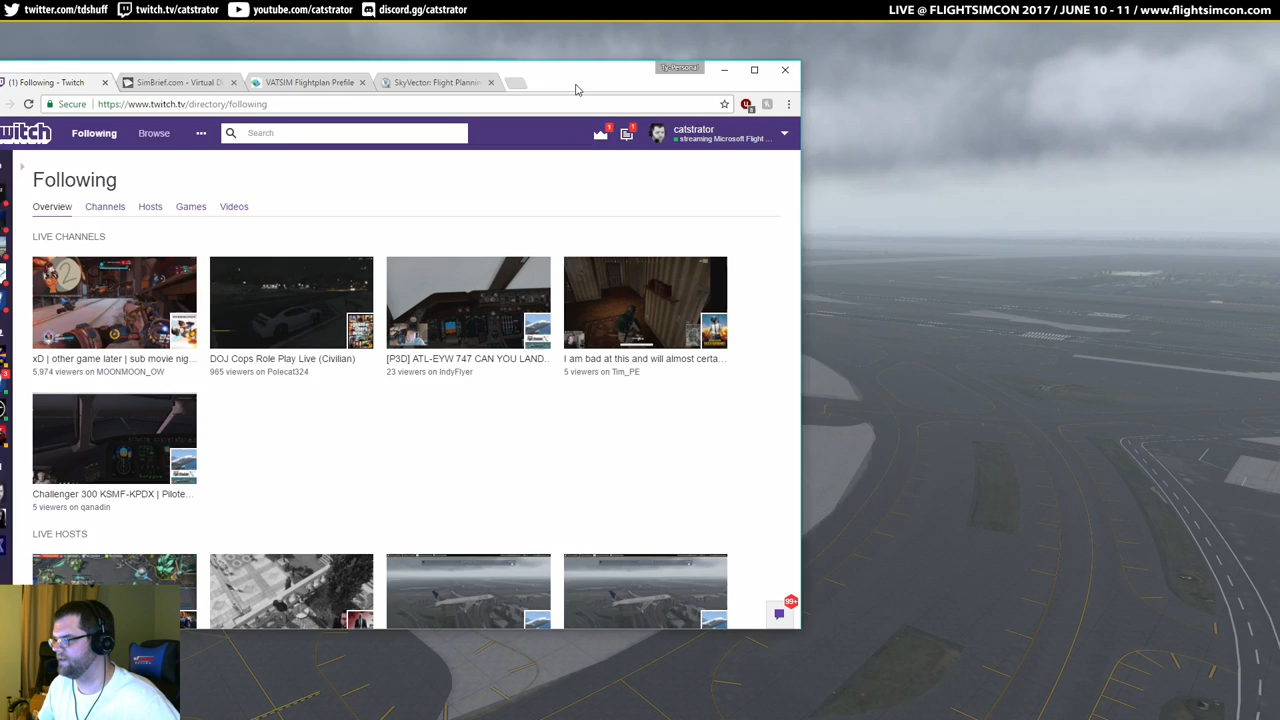 twitter.com/tdshuff twitch.tv/catstrator youtube.com/catstrator discord.gg/catstrator LIVE @ FLIGHTSIMCON 2017 / JUNE 10 - 11 / www.flightsimcon.com
Ty-Personal
(1) Following - Twitch SimBrief.com - Virtual D VATSIM Flightplan Prefile SkyVector: Flight Plannin
Secure https://www.twitch.tv/directory/following
Following Browse Search catstrator
streaming Microsoft Flight ...
Following
Overview Channels Hosts Games Videos
LIVE CHANNELS
xD | other game later | sub movie nig... DOJ Cops Role Play Live (Civilian) [P3D] ATL-EYW 747 CAN YOU LAND... I am bad at this and will almost certa...
5,974 viewers on MOONMOON_OW 965 viewers on Polecat324 23 viewers on IndyFlyer 5 viewers on Tim_PE
Challenger 300 KSMF-KPDX | Pilote...
5 viewers on qanadin
LIVE HOSTS
99+